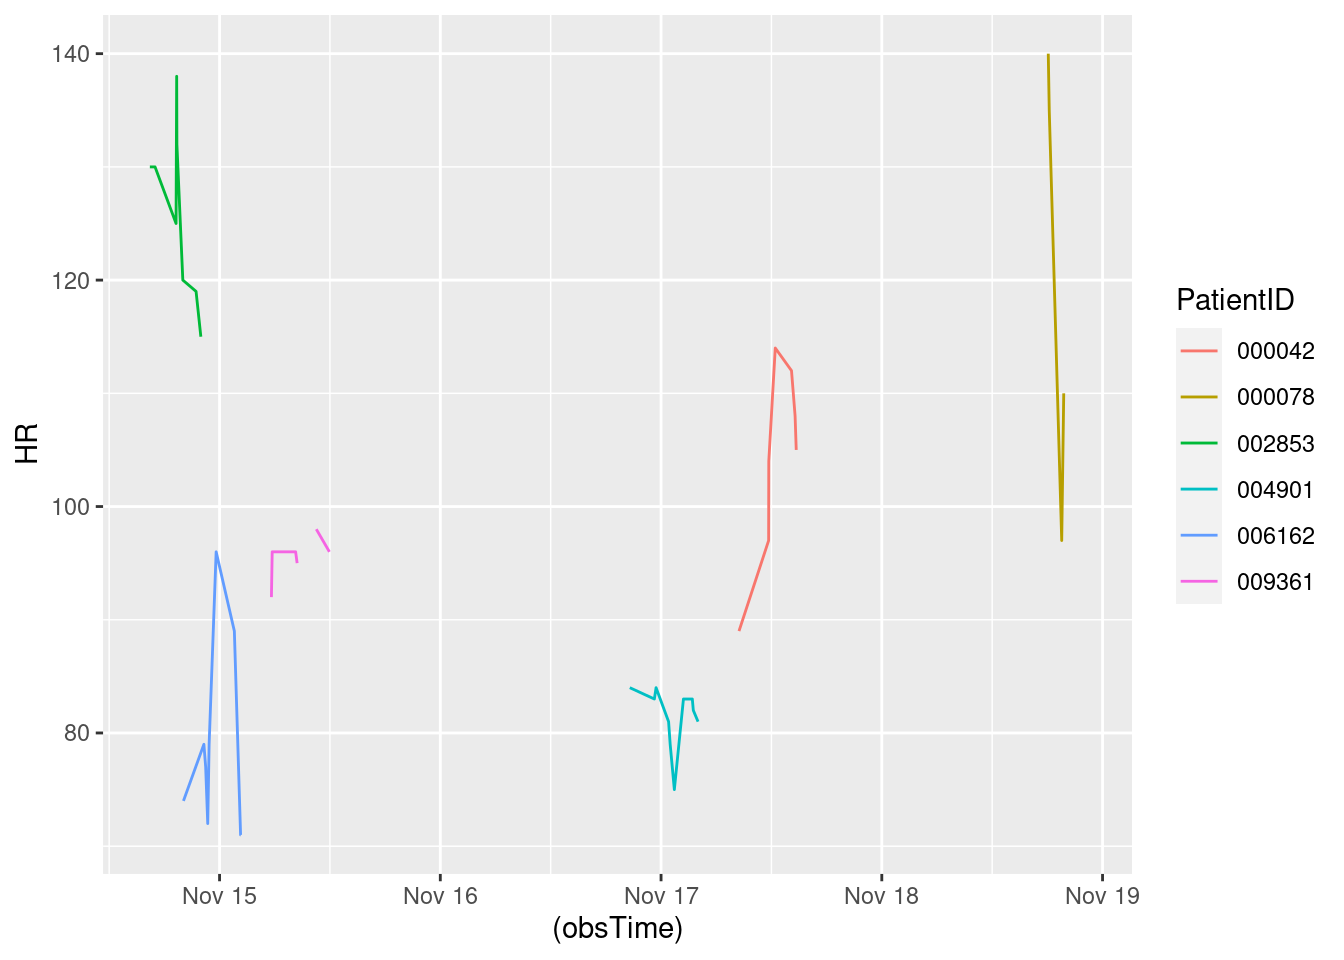 140
120
100
80
HR
Nov 15
Nov 16
Nov 17
Nov 18
Nov 19
(obsTime)
PatientID
000042
000078
002853
004901
006162
009361